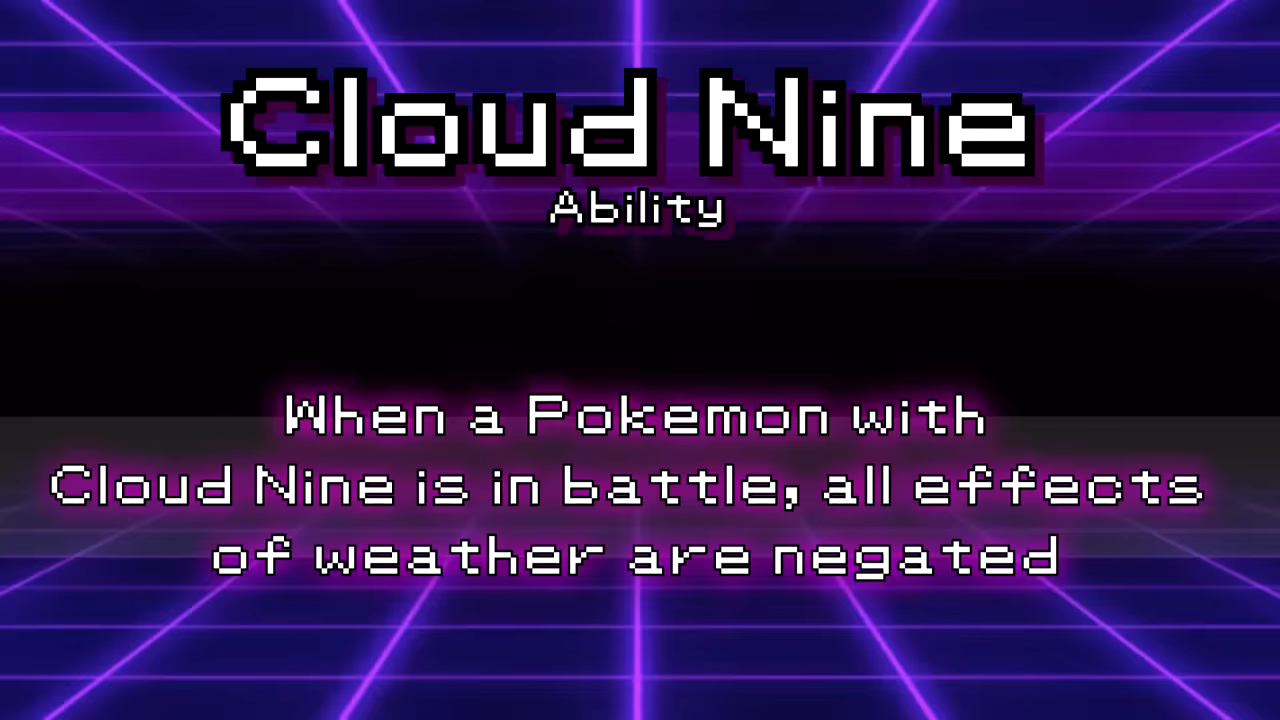 Cloud Nine
Ability
When a Pokemon with
Cloud Nine is in battle, all effects
of weather are negated